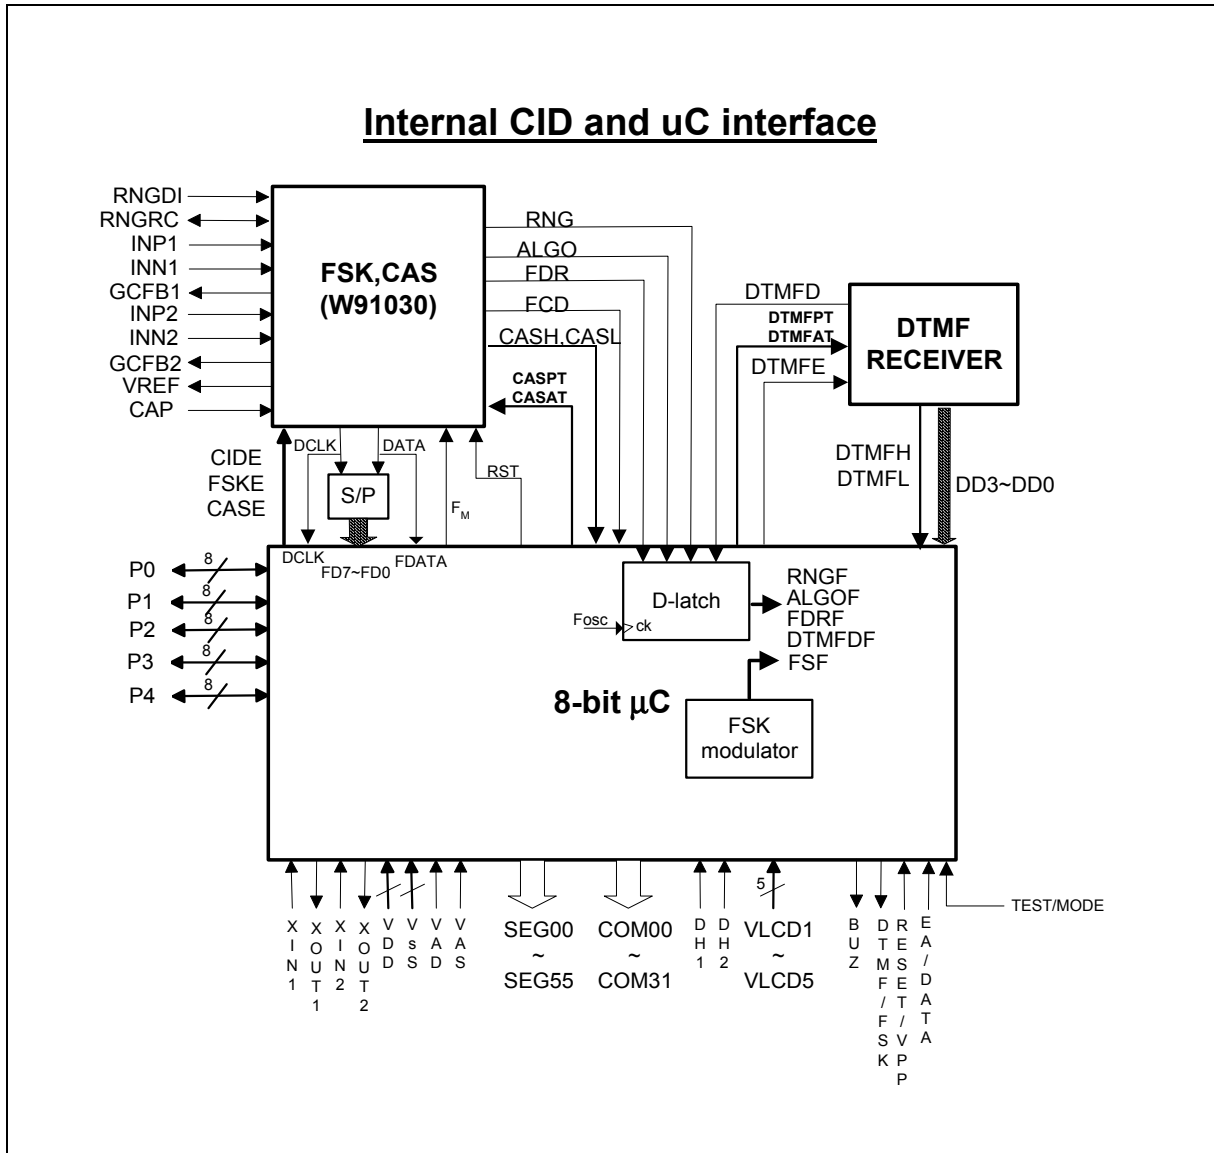 Internal CID and uC interface
RNGDI
RNGRC
INP1
INN1
GCFB1
INP2
INN2
GCFB2
VREF
CAP
FSK,CAS
(W91030)
RNG
ALGO
FDR
FCD
CASH,CASL
CASPT
CASAT
DTMFD
DTMFPT
DTMFAT
DTMFE
DTMF
RECEIVER
CIDE
FSKE
CASE
DCLK
DATA
S/P
FM
RST
DTMFH
DTMFL
DD3~DD0
DCLK
FD7~FD0
FDATA
P0
8
P1
8
P2
8
P3
8
P4
8
Fosc
ck
D-latch
RNGF
ALGOF
FDRF
DTMFDF
FSF
8-bit μC
FSK
modulator
XIN1
XOUT1
XIN2
XOUT2
VDD
VsS
VAD
VAS
SEG00
~
SEG55
COM00
~
COM31
DH1
DH2
5
VLCD1
~
VLCD5
BUZ
DTMF/FSK
RESET/VPP
EA/DATA
TEST/MODE